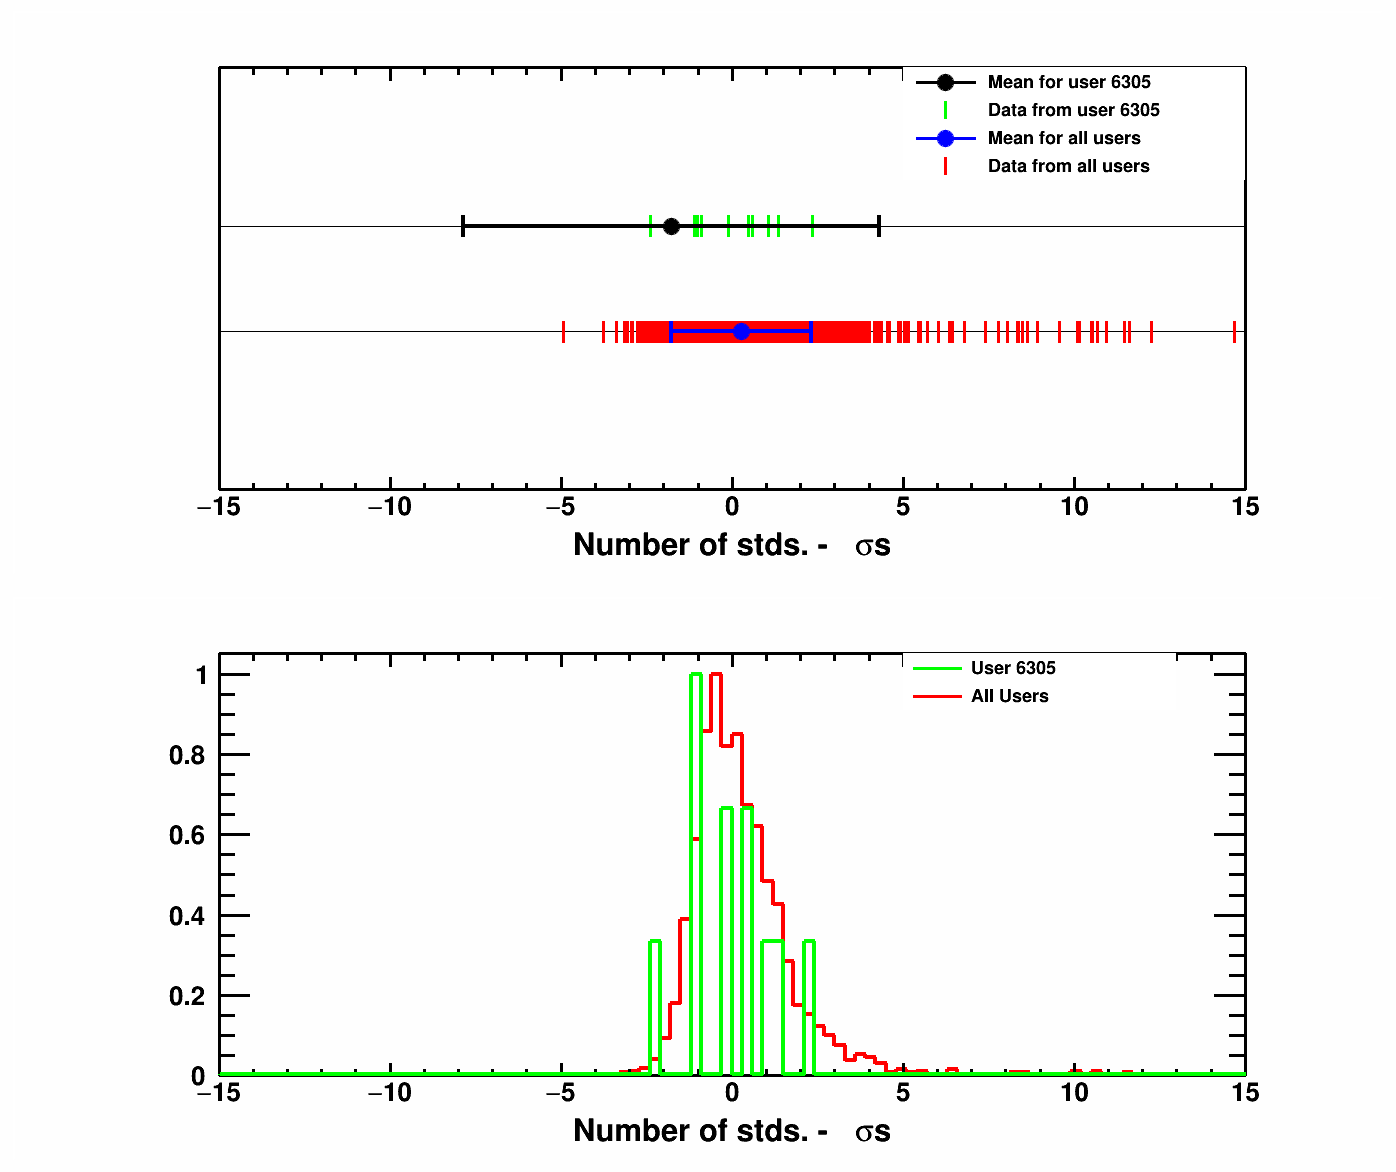 Mean for user 6305
Data from user 6305
Mean for all users
Data from all users
−15 −10 −5 0 5 10 15
Number of stds. - σs
User 6305
All Users
1
0.8
0.6
0.4
0.2
0
−15 −10 −5 0 5 10 15
Number of stds. - σs